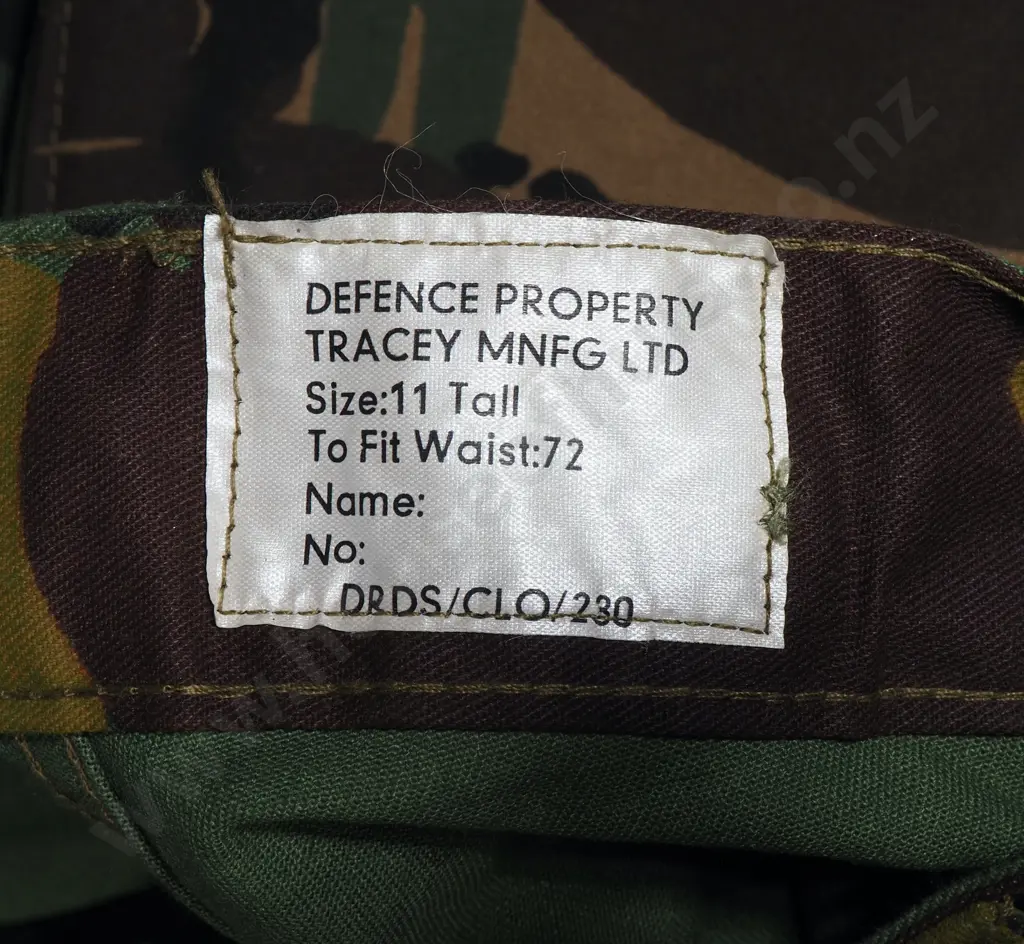 DEFENCE PROPERTY
TRACEY MNFG LTD
Size:11 Tall
To Fit Waist:72
Name:
No:
DRDS/CLO/230